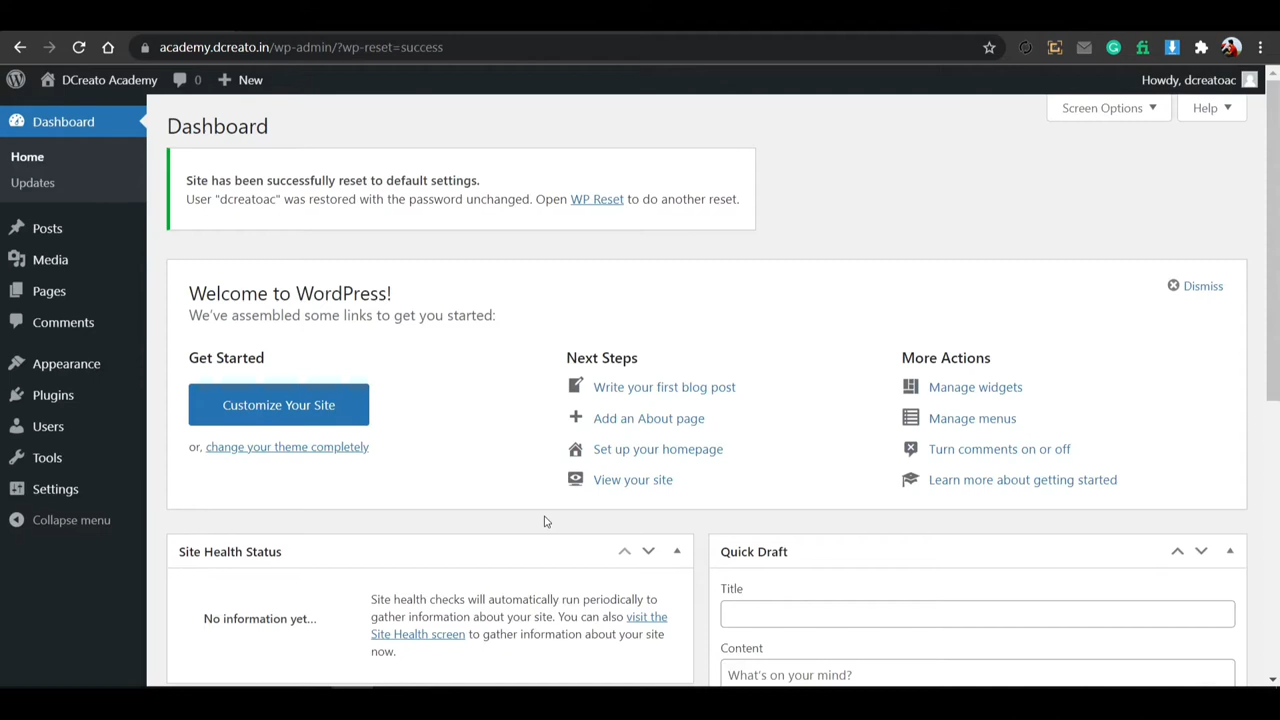 academy.dcreato.in/wp-admin/?wp-reset=success
DCreato Academy
0
New
Howdy, dcreatoac
Dashboard
Home
Updates
Posts
Media
Pages
Comments
Appearance
Plugins
Users
Tools
Settings
Collapse menu
Screen Options
Help
Dashboard
Site has been successfully reset to default settings.
User "dcreatoac" was restored with the password unchanged. Open WP Reset to do another reset.
Welcome to WordPress!
We've assembled some links to get you started:
Dismiss
Get Started
Customize Your Site
or, change your theme completely
Next Steps
Write your first blog post
Add an About page
Set up your homepage
View your site
More Actions
Manage widgets
Manage menus
Turn comments on or off
Learn more about getting started
Site Health Status
No information yet...
Site health checks will automatically run periodically to
gather information about your site. You can also visit the
Site Health screen to gather information about your site
now.
Quick Draft
Title
Content
What's on your mind?